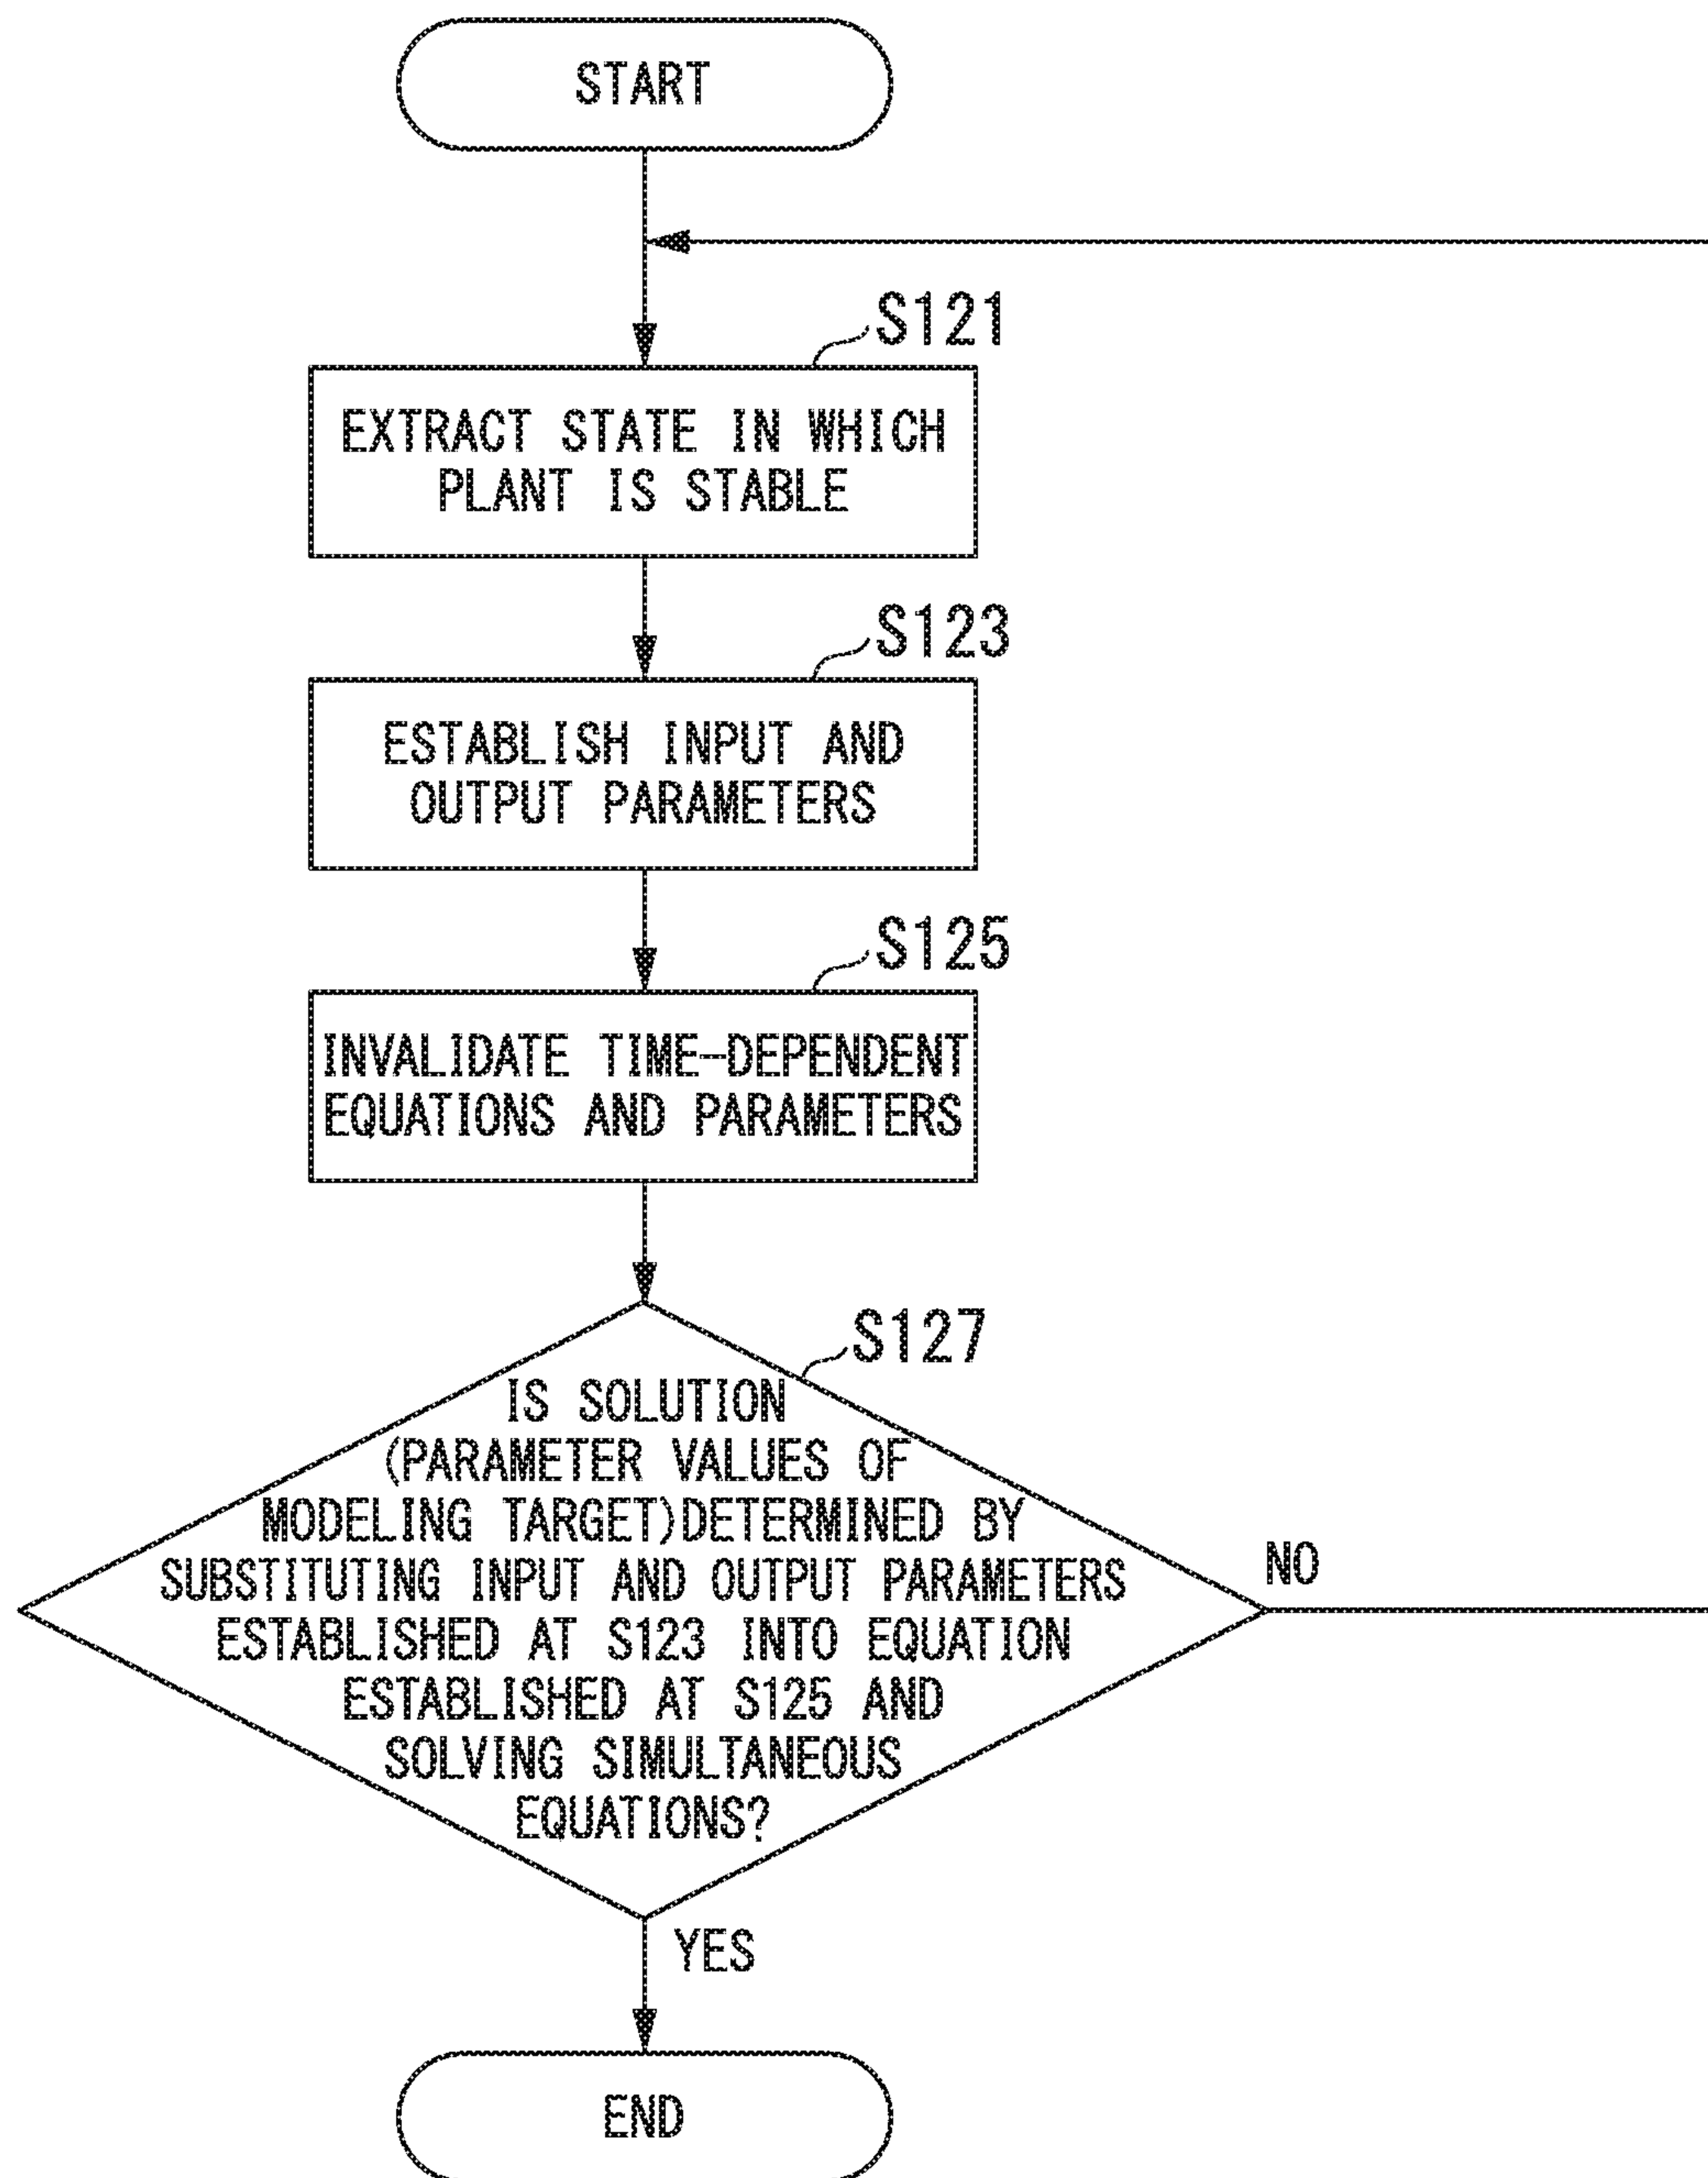 START
S121
EXTRACT STATE IN WHICH
PLANT IS STABLE
S123
ESTABLISH INPUT AND
OUTPUT PARAMETERS
S125
INVALIDATE TIME-DEPENDENT
EQUATIONS AND PARAMETERS
S127
IS SOLUTION
(PARAMETER VALUES OF
MODELING TARGET)DETERMINED BY
SUBSTITUTING INPUT AND OUTPUT PARAMETERS
ESTABLISHED AT S123 INTO EQUATION
ESTABLISHED AT S125 AND
SOLVING SIMULTANEOUS
EQUATIONS?
NO
YES
END